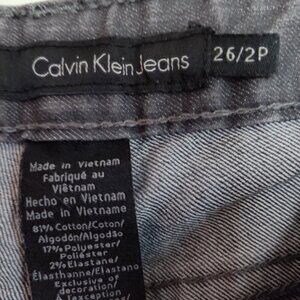 Calvin Klein Jeans 26/2P
Made in Vietnam
Fabriqué au
Viêtnam
Hecho en Vietnam
Made in Vietname
81% Cotton/Coton/
Algodón/Algodão
17% Polyester/
Poliéster
2% Elastane/
Élasthanne/Elastano
Exclusive of
decoration/
À l'exception